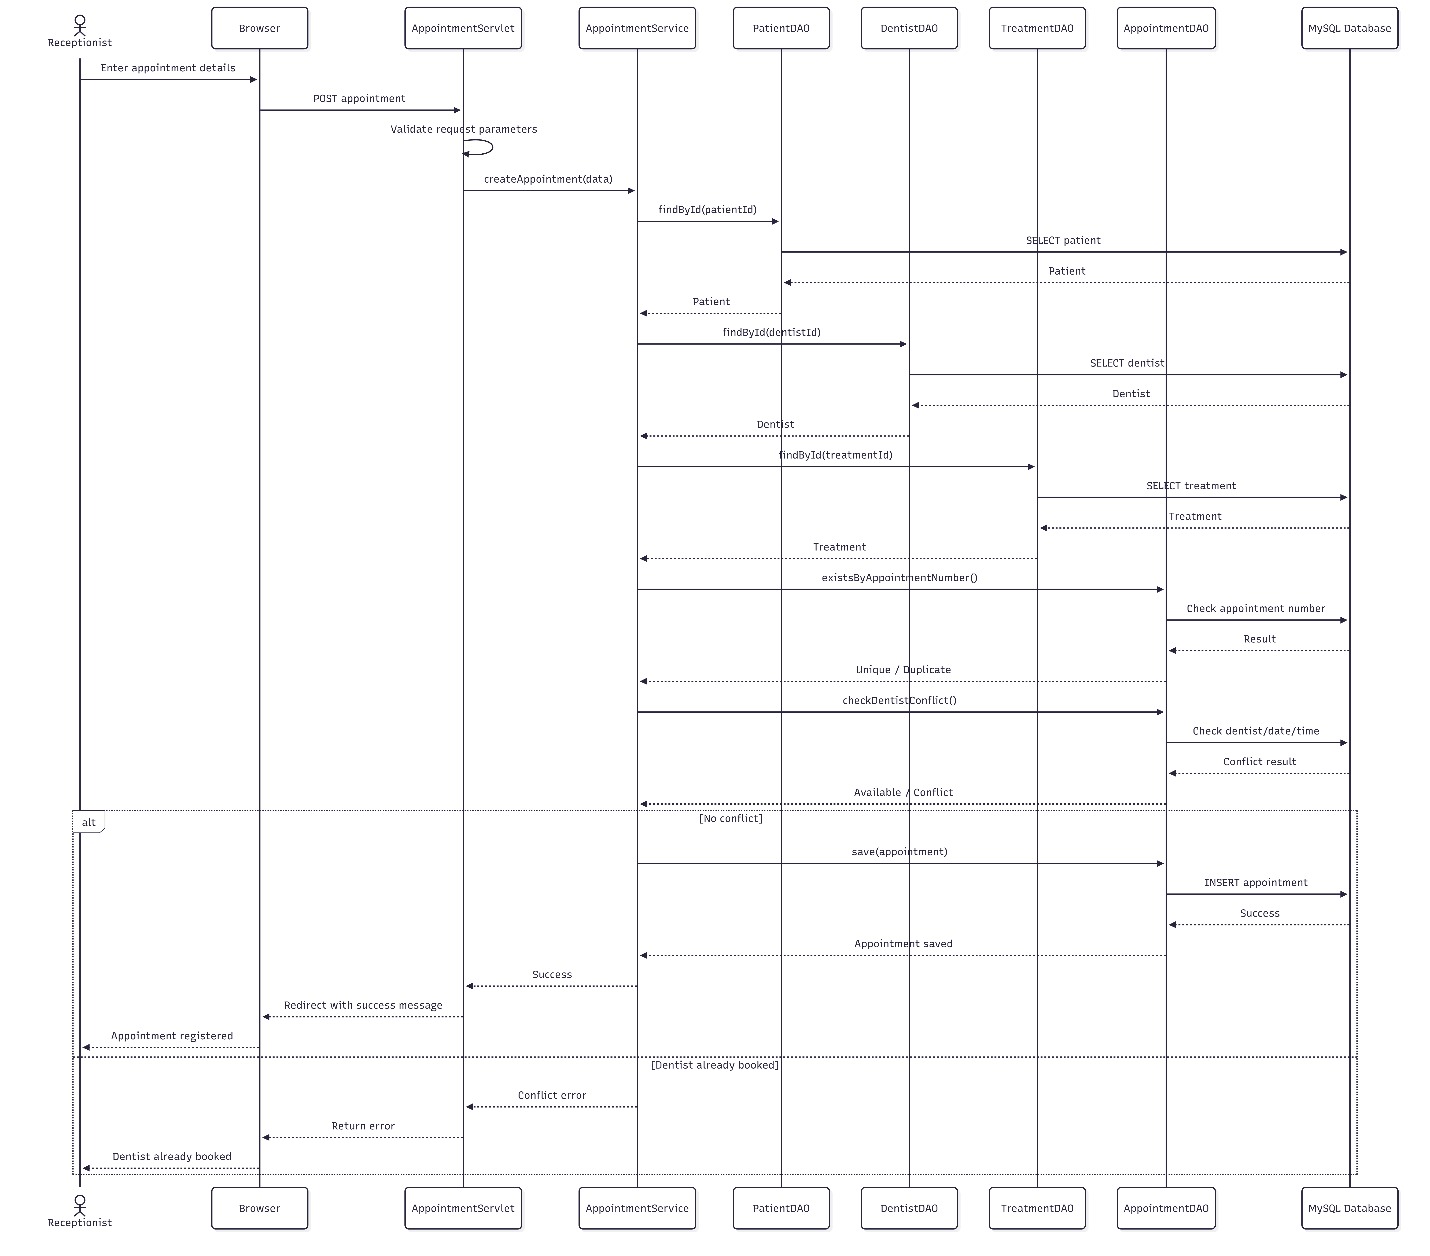 Receptionist
Browser
AppointmentServlet
AppointmentService
PatientDAO
DentistDAO
TreatmentDAO
AppointmentDAO
MySQL Database
Enter appointment details
POST appointment
Validate request parameters
createAppointment(data)
findById(patientId)
SELECT patient
Patient
Patient
findById(dentistId)
SELECT dentist
Dentist
Dentist
findById(treatmentId)
SELECT treatment
Treatment
Treatment
existsByAppointmentNumber()
Check appointment number
Result
Unique / Duplicate
checkDentistConflict()
Check dentist/date/time
Conflict result
Available / Conflict
alt
[No conflict]
save(appointment)
INSERT appointment
Success
Appointment saved
Success
Redirect with success message
Appointment registered
[Dentist already booked]
Conflict error
Return error
Dentist already booked
Receptionist
Browser
AppointmentServlet
AppointmentService
PatientDAO
DentistDAO
TreatmentDAO
AppointmentDAO
MySQL Database